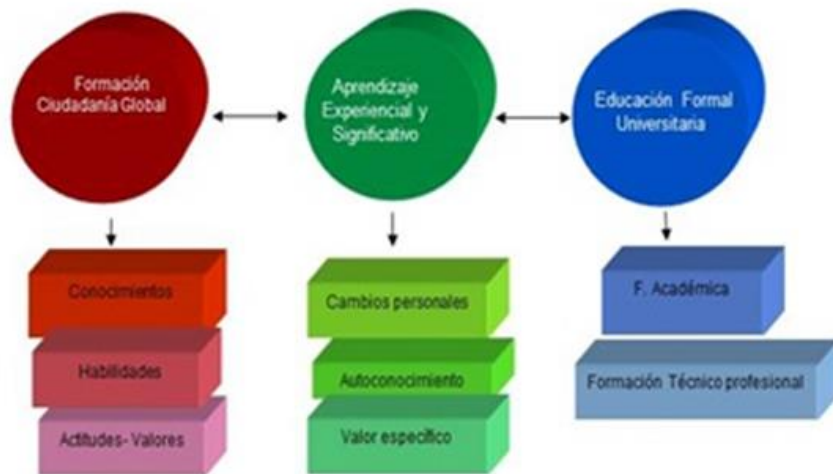 Formación
Ciudadanía Global
Aprendizaje
Experiencial y
Significativo
Educación Formal
Universitaria
Conocimientos
Habilidades
Actitudes- Valores
Cambios personales
Autoconocimiento
Valor específico
F. Académica
Formación Técnico profesional